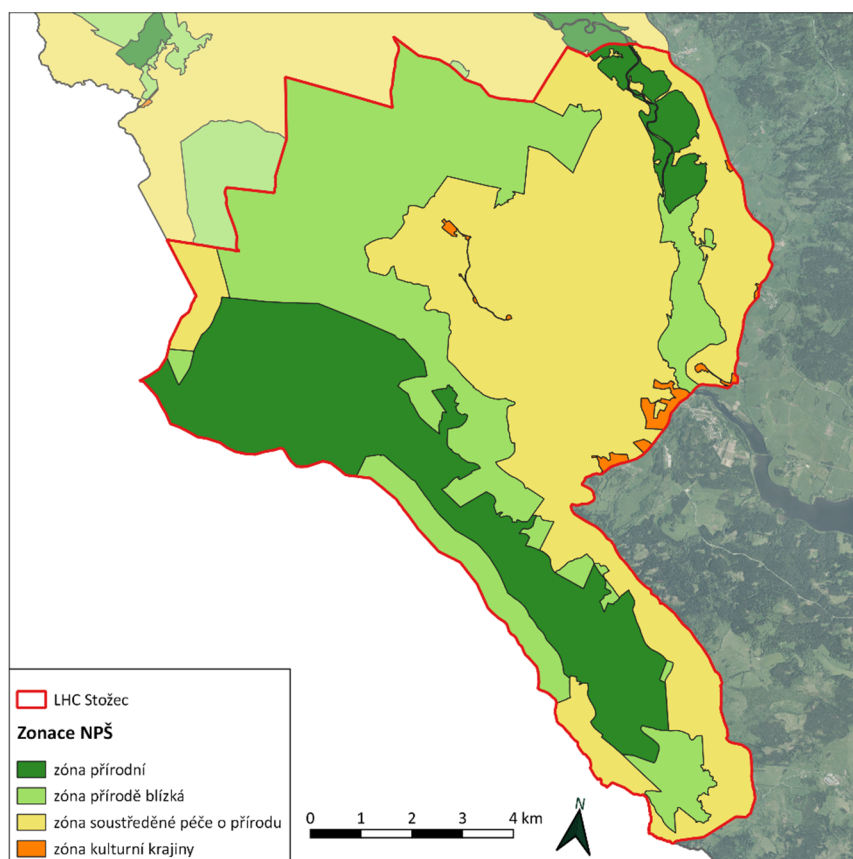 LHC Stožec
Zonace NPŠ
zóna přírodní
zóna přírodě blízká
zóna soustředěné péče o přírodu
zóna kulturní krajiny
0 1 2 3 4 km
N